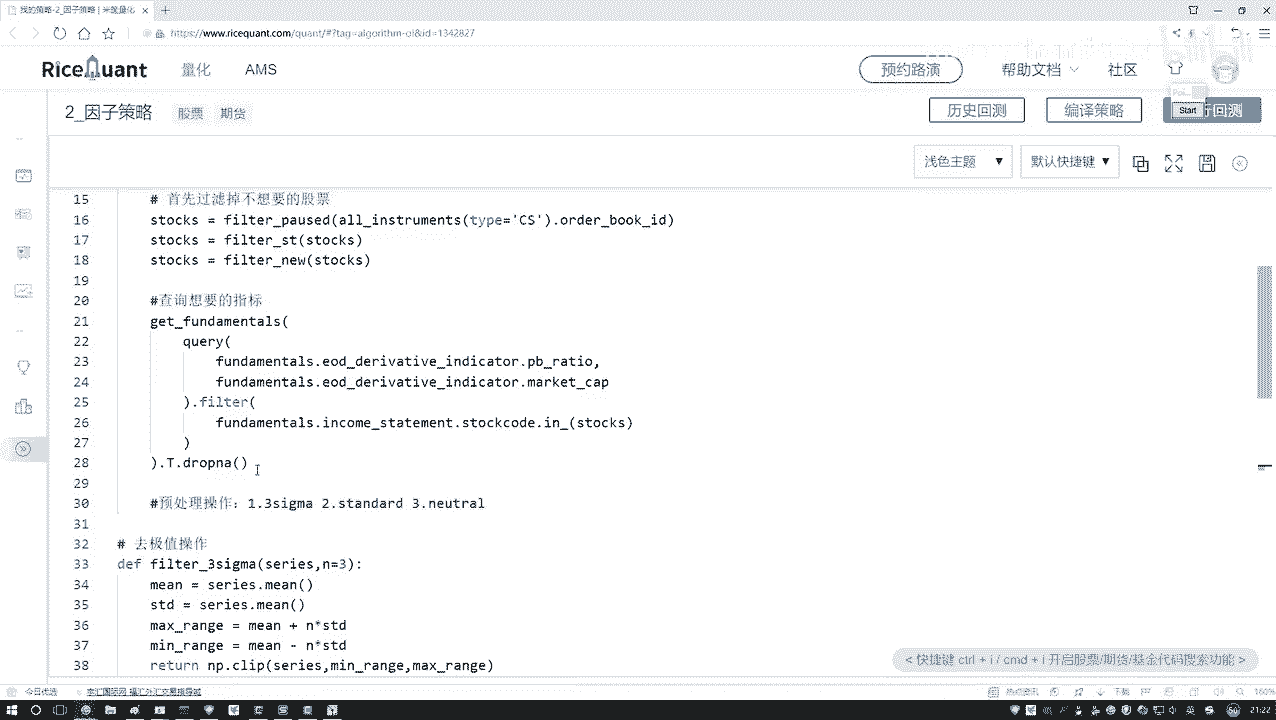 我的策略-2_因子策略 | 米筐量化
https://www.ricequant.com/quant/#?tag=algorithm-ol&id=1342827
RiceQuant 量化 AMS 预约路演 帮助文档 社区
2_因子策略 股票 期货 历史回测 编译策略 行回测
Start
浅色主题 默认快捷键
15 # 首先过滤掉不想要的股票
16 stocks = filter_paused(all_instruments(type='CS').order_book_id)
17 stocks = filter_st(stocks)
18 stocks = filter_new(stocks)
19
20 #查询想要的指标
21 get_fundamentals(
22 query(
23 fundamentals.eod_derivative_indicator.pb_ratio,
24 fundamentals.eod_derivative_indicator.market_cap
25 ).filter(
26 fundamentals.income_statement.stockcode.in_(stocks)
27 )
28 ).T.dropna()
29
30 #预处理操作：1.3sigma 2.standard 3.neutral
31
32 # 去极值操作
33 def filter_3sigma(series,n=3):
34 mean = series.mean()
35 std = series.mean()
36 max_range = mean + n*std
37 min_range = mean - n*std
38 return np.clip(series,min_range,max_range)
< 快捷键 ctrl + i / cmd + i 开启股票/期货/基金代码搜索功能 >
今日优选
21:22